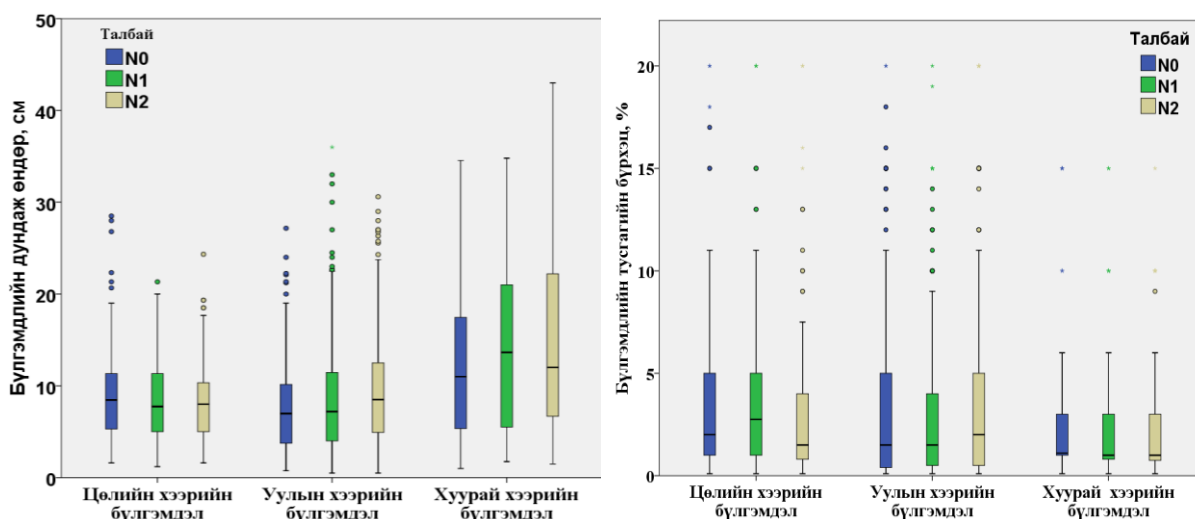 Бүлгэмдлийн дундаж өндөр, см
50
40
30
20
10
0
Талбай
N0
N1
N2
Цөлийн хээрийн
бүлгэмдэл
Уулын хээрийн
бүлгэмдэл
Хуурай хээрийн
бүлгэмдэл
Бүлгэмдлийн тусгагийн бүрхэц, %
20
15
10
5
0
Талбай
N0
N1
N2
Цөлийн хээрийн
бүлгэмдэл
Уулын хээрийн
бүлгэмдэл
Хуурай хээрийн
бүлгэмдэл